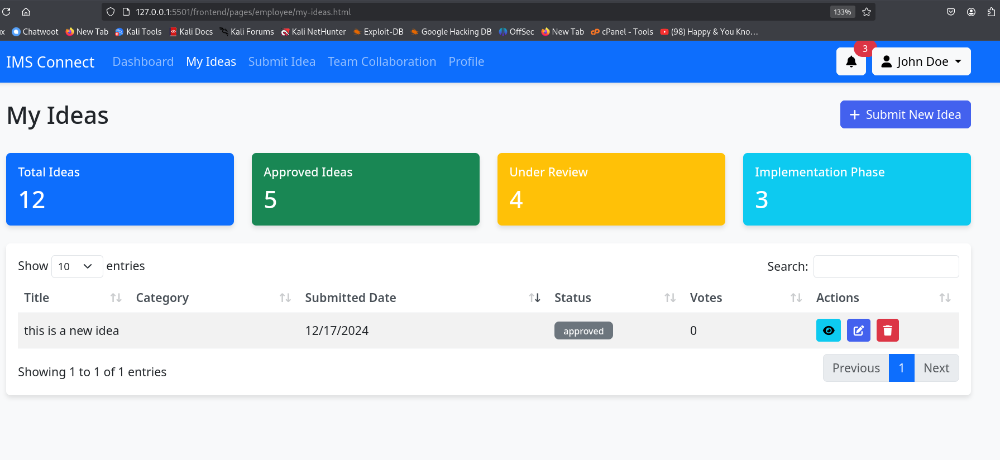 127.0.0.1:5501/frontend/pages/employee/my-ideas.html 133%
x Chatwoot New Tab Kali Tools Kali Docs Kali Forums Kali NetHunter Exploit-DB Google Hacking DB OffSec New Tab cPanel - Tools (98) Happy & You Kno…
IMS Connect Dashboard My Ideas Submit Idea Team Collaboration Profile 3 John Doe
My Ideas + Submit New Idea
Total Ideas Approved Ideas Under Review Implementation Phase
12 5 4 3
Show 10 entries Search:
Title Category Submitted Date Status Votes Actions
this is a new idea 12/17/2024 approved 0
Showing 1 to 1 of 1 entries Previous 1 Next